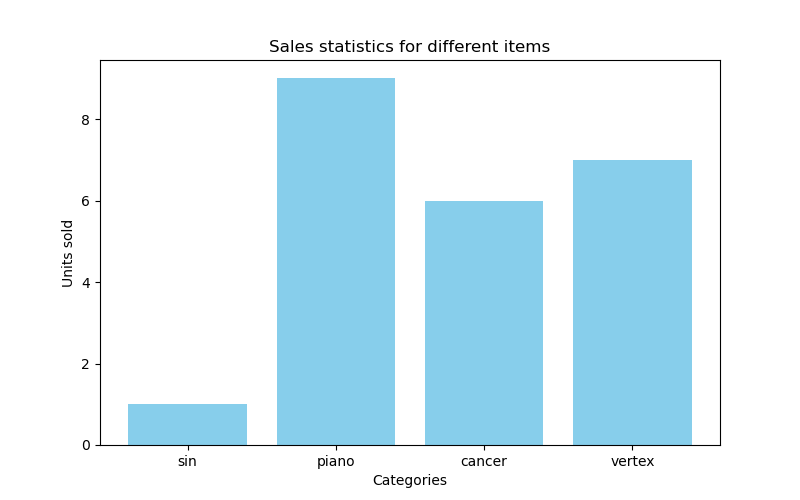 Sales statistics for different items
Units sold
8
6
4
2
0
sin piano cancer vertex
Categories